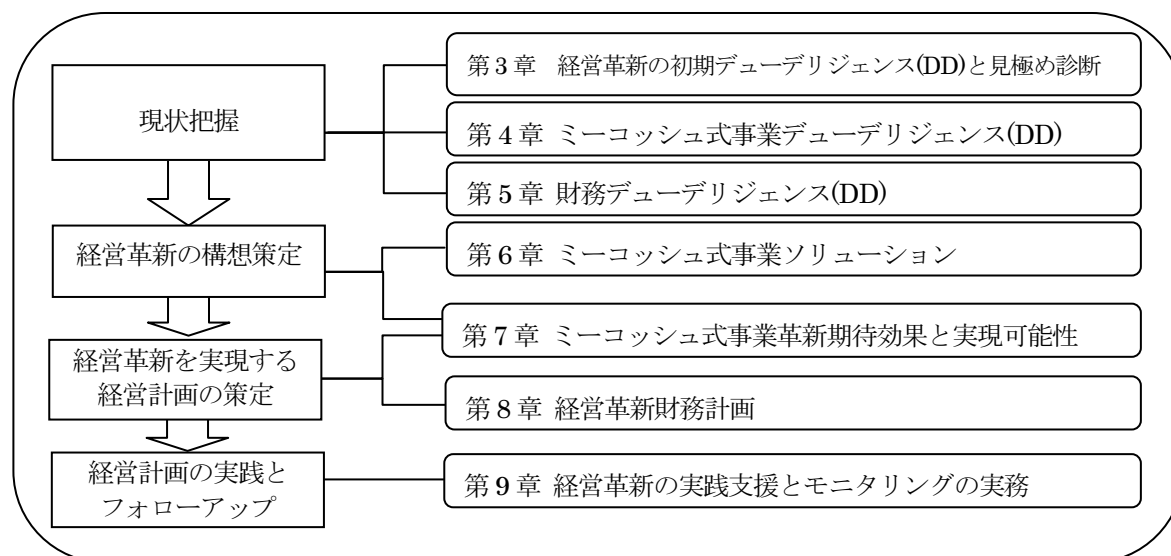 現状把握
経営革新の構想策定
経営革新を実現する
経営計画の策定
経営計画の実践と
フォローアップ
第3章 経営革新の初期デューデリジェンス(DD)と見極め診断
第4章 ミーコッシュ式事業デューデリジェンス(DD)
第5章 財務デューデリジェンス(DD)
第6章 ミーコッシュ式事業ソリューション
第7章 ミーコッシュ式事業革新期待効果と実現可能性
第8章 経営革新財務計画
第9章 経営革新の実践支援とモニタリングの実務